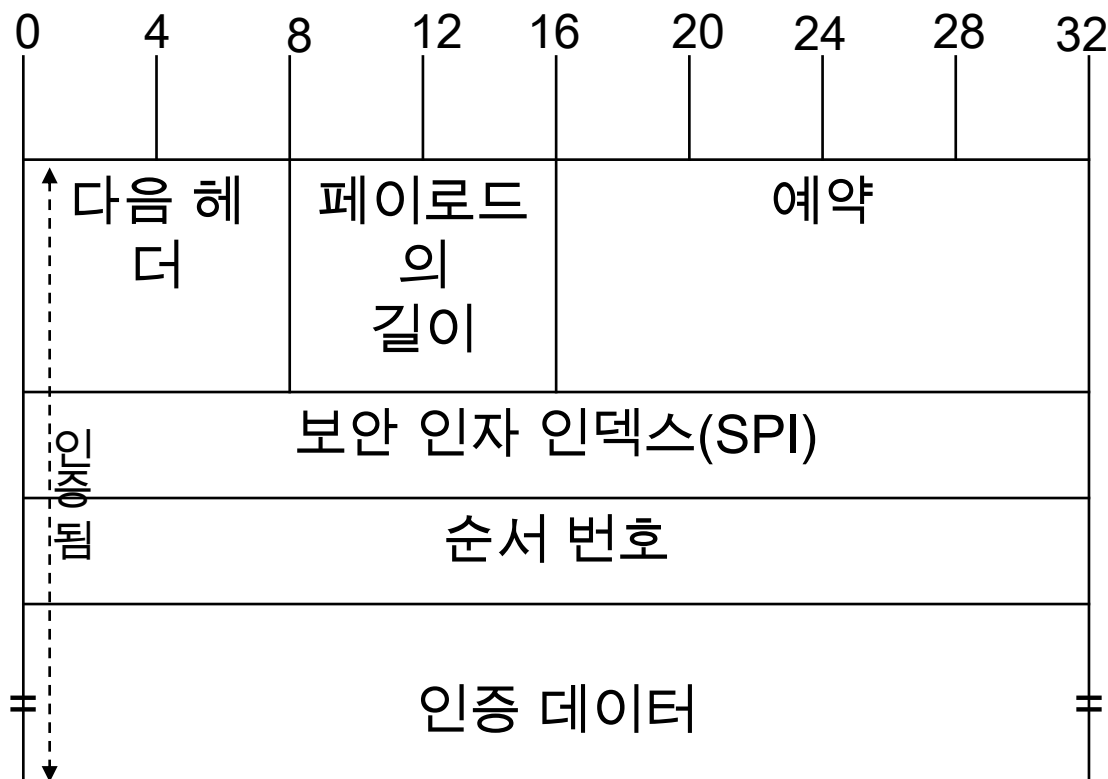 0 4 8 12 16 20 24 28 32
다음 헤
더
페이로드
의
길이
예약
보안 인자 인덱스(SPI)
인
증
됨
순서 번호
인증 데이터